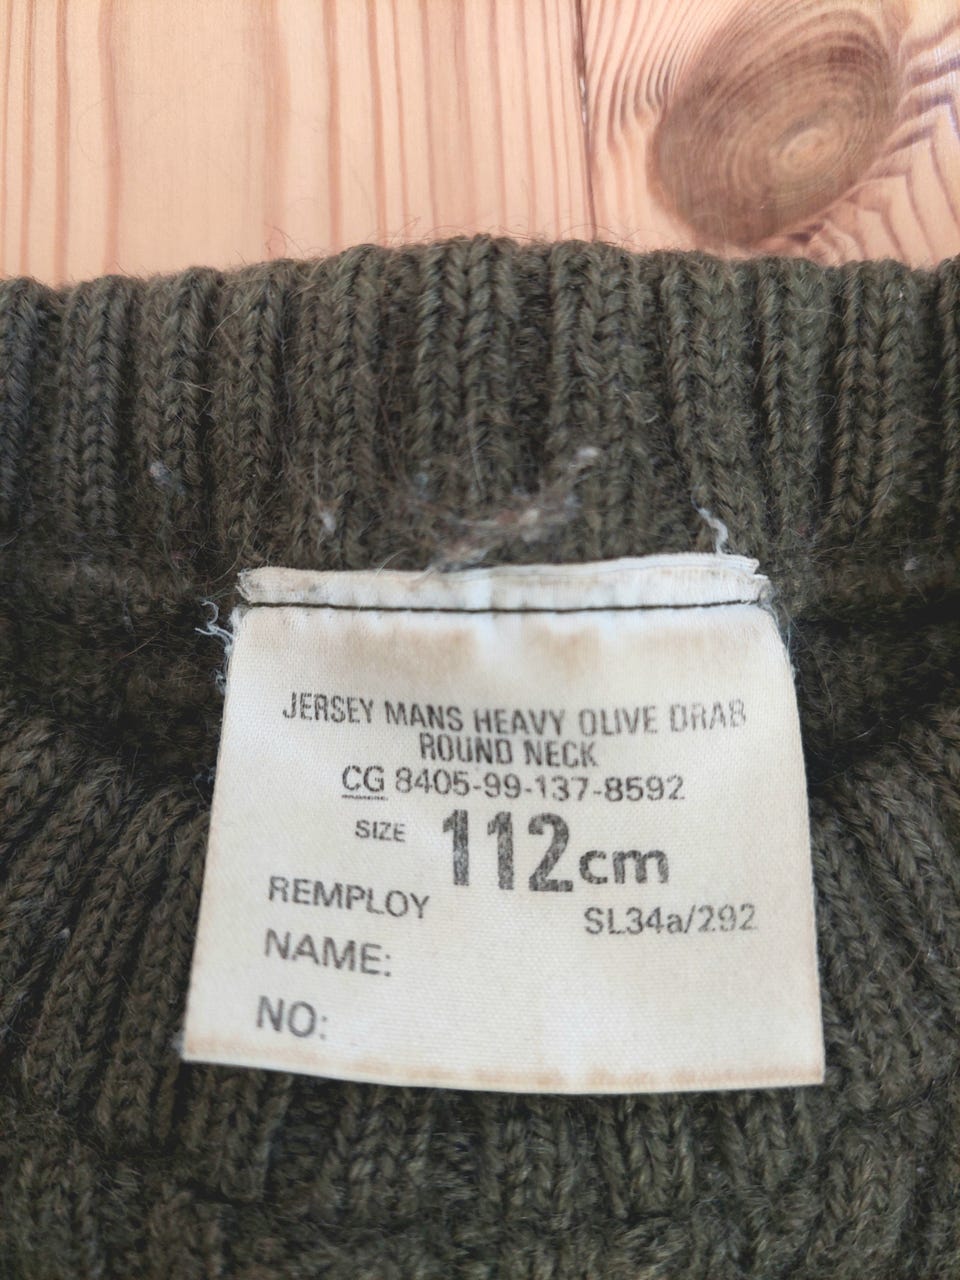 JERSEY MANS HEAVY OLIVE DRAB
ROUND NECK
CG 8405-99-137-8592
SIZE 112cm
REMPLOY SL34a/292
NAME:
NO: